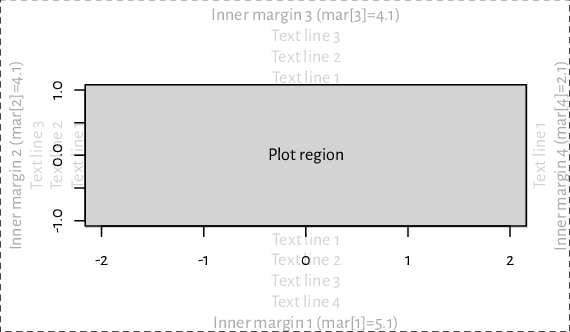 Inner margin 3 (mar[3]=4.1)
Text line 3
Text line 2
Text line 1
Inner margin 2 (mar[2]=4.1)
Text line 3
Text line 2
Text line 1
1.0
0.0
-1.0
Plot region
Text line 1
Inner margin 4 (mar[4]=2.1)
Text line 1
-2 -1 0 1 2
Text line 2
Text line 3
Text line 4
Inner margin 1 (mar[1]=5.1)